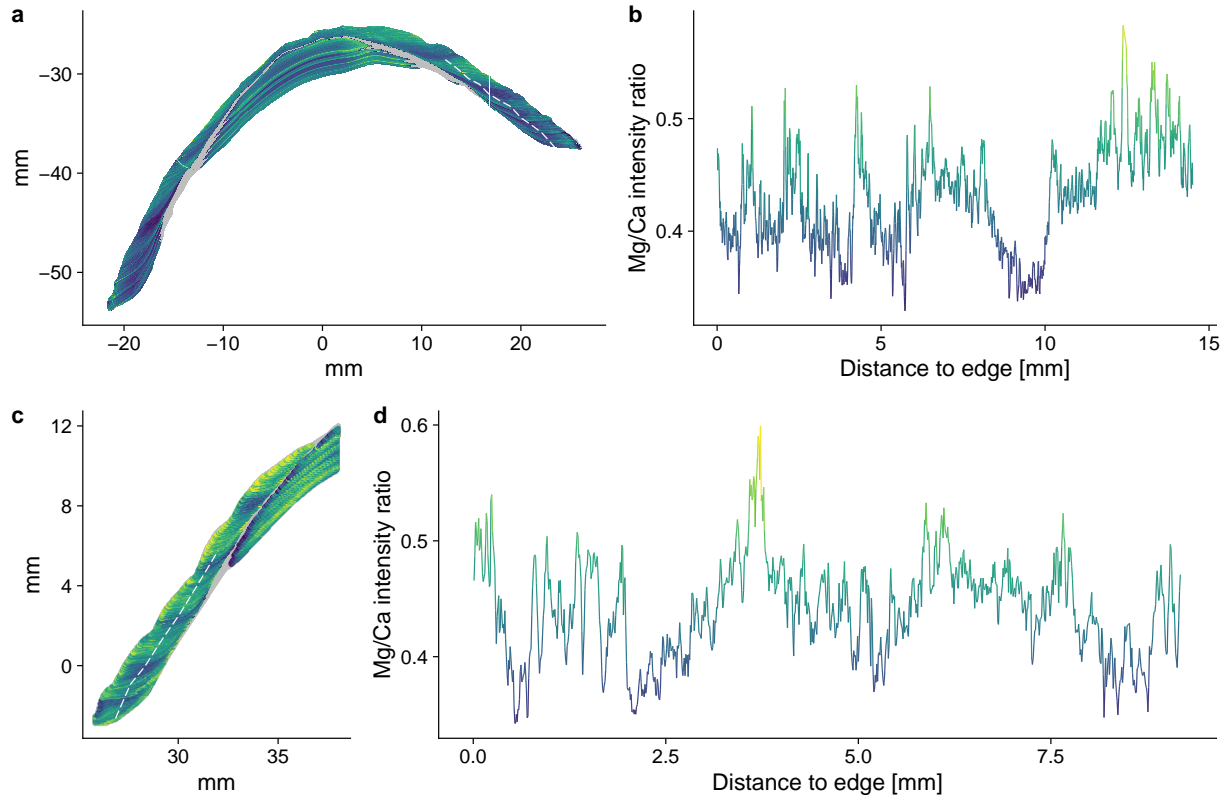 a
−30
−40
−50
mm
−20
−10
0
10
20
mm
b
0.5
0.4
Mg/Ca intensity ratio
0
5
10
15
Distance to edge [mm]
c
12
8
4
0
mm
30
35
mm
d
0.6
0.5
0.4
Mg/Ca intensity ratio
0.0
2.5
5.0
7.5
Distance to edge [mm]